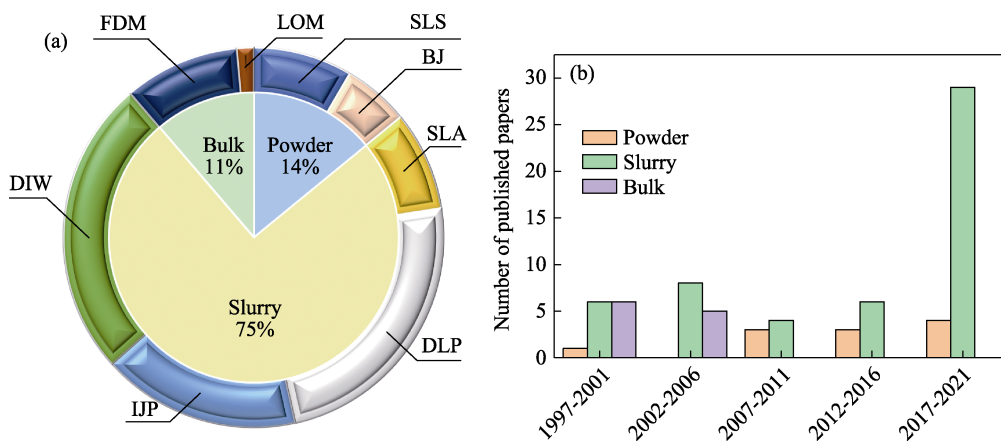 (a)
FDM
LOM
SLS
BJ
SLA
DIW
DLP
IJP
Bulk
11%
Powder
14%
Slurry
75%
(b)
Number of published papers
30
25
20
15
10
5
0
Powder
Slurry
Bulk
1997-2001
2002-2006
2007-2011
2012-2016
2017-2021